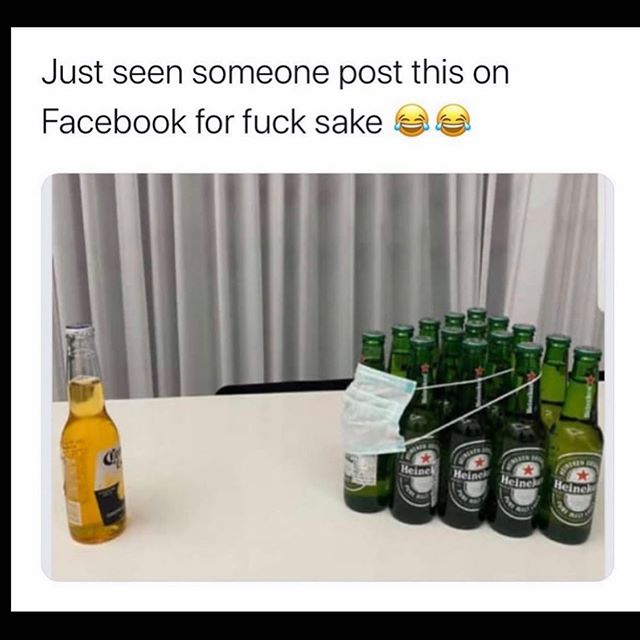 Just seen someone post this on
Facebook for fuck sake 😂😂
Heineken
Heineken
Heineken
Heineken